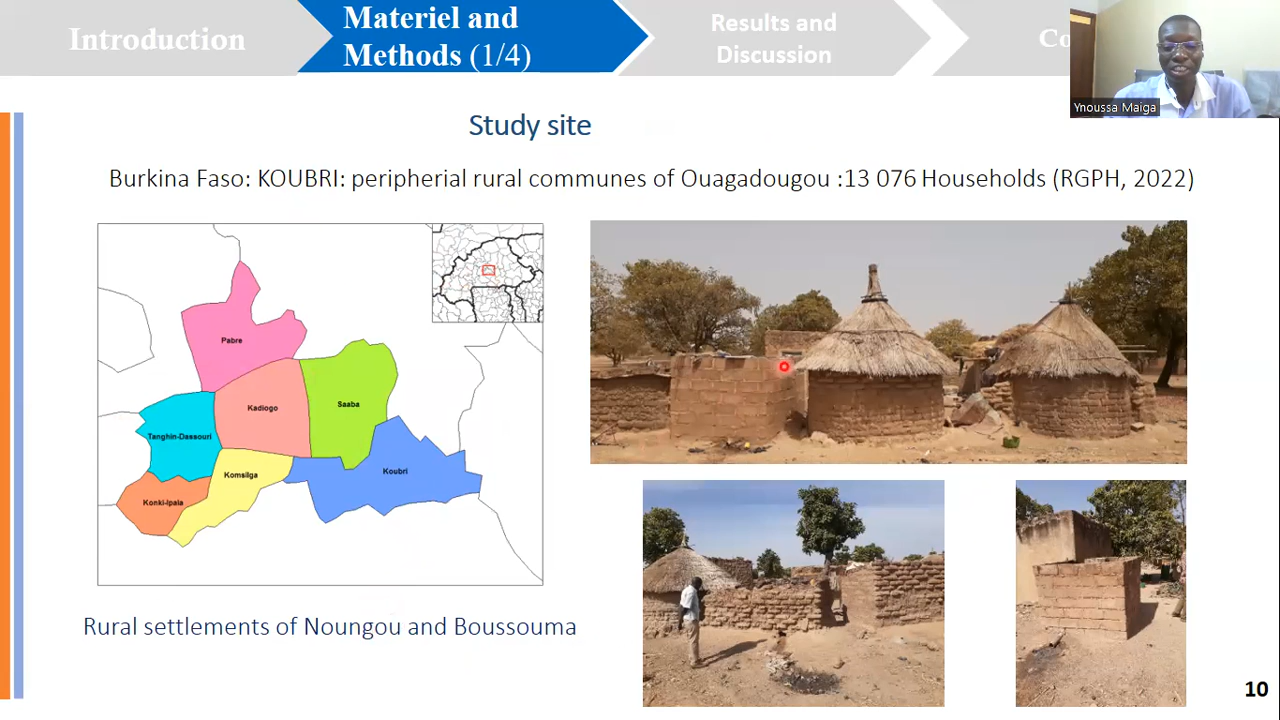 Introduction
Materiel and
Methods (1/4)
Results and
Discussion
Co
Ynoussa Maiga
Study site
Burkina Faso: KOUBRI: peripherial rural communes of Ouagadougou :13 076 Households (RGPH, 2022)
Pabre
Kadiogo
Saaba
Tanghin-Dassouri
Komsilga
Koubri
Konki-Ipala
Rural settlements of Noungou and Boussouma
10